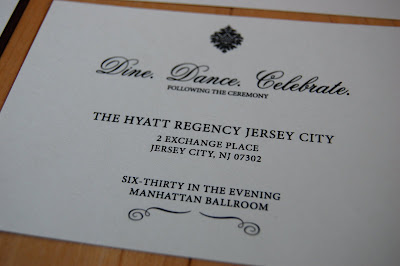 Dine. Dance. Celebrate.
FOLLOWING THE CEREMONY
THE HYATT REGENCY JERSEY CITY
2 EXCHANGE PLACE
JERSEY CITY, NJ 07302
SIX-THIRTY IN THE EVENING
MANHATTAN BALLROOM